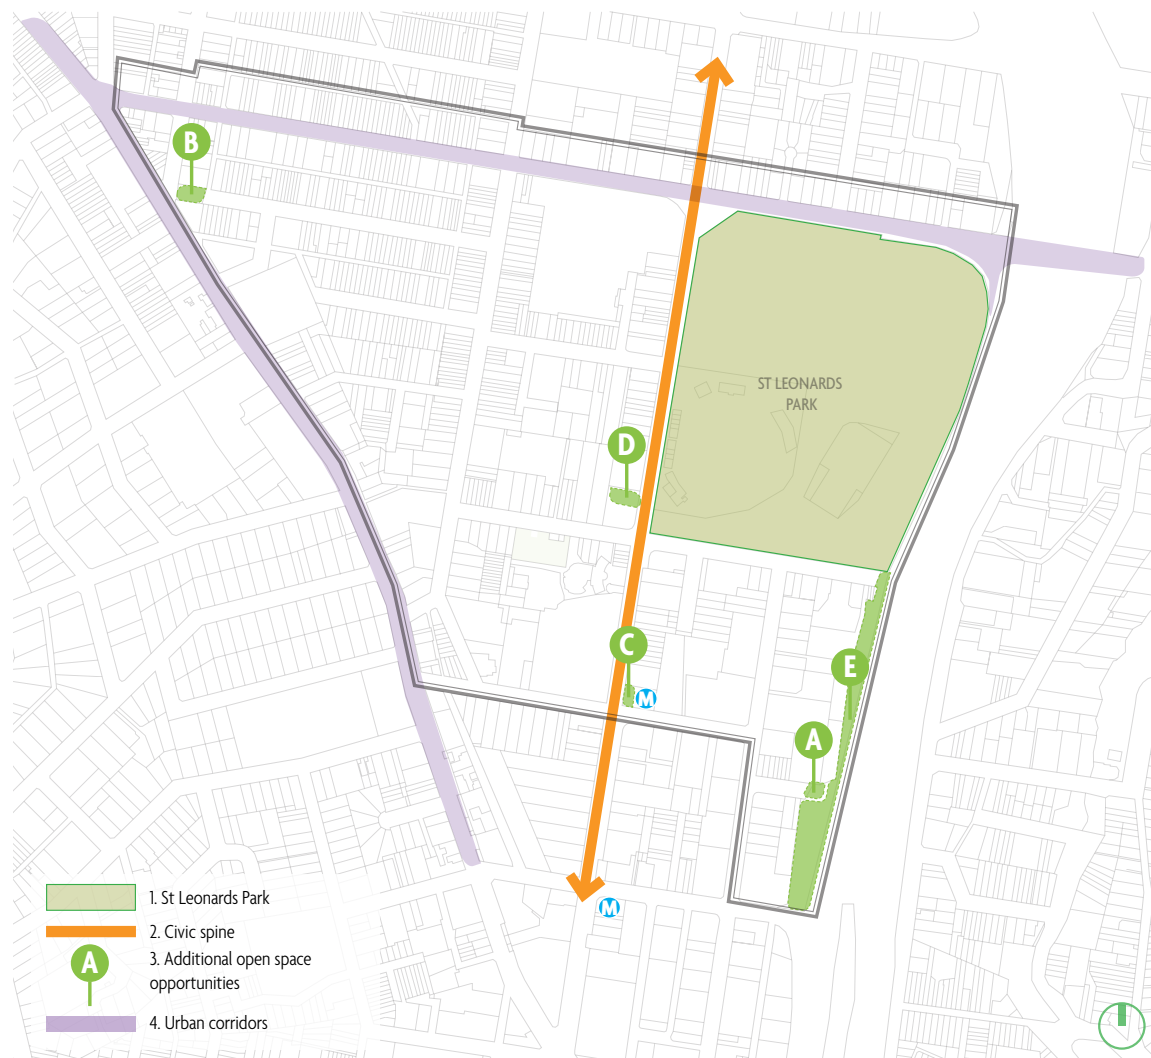 B
ST LEONARDS
PARK
D
C
M
E
A
M
1. St Leonards Park
2. Civic spine
A
3. Additional open space
opportunities
4. Urban corridors